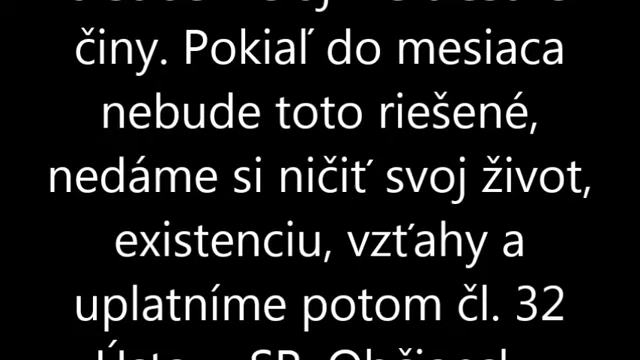 činy. Pokiaľ do mesiaca
nebude toto riešené,
nedáme si ničiť svoj život,
existenciu, vzťahy a
uplatníme potom čl. 32